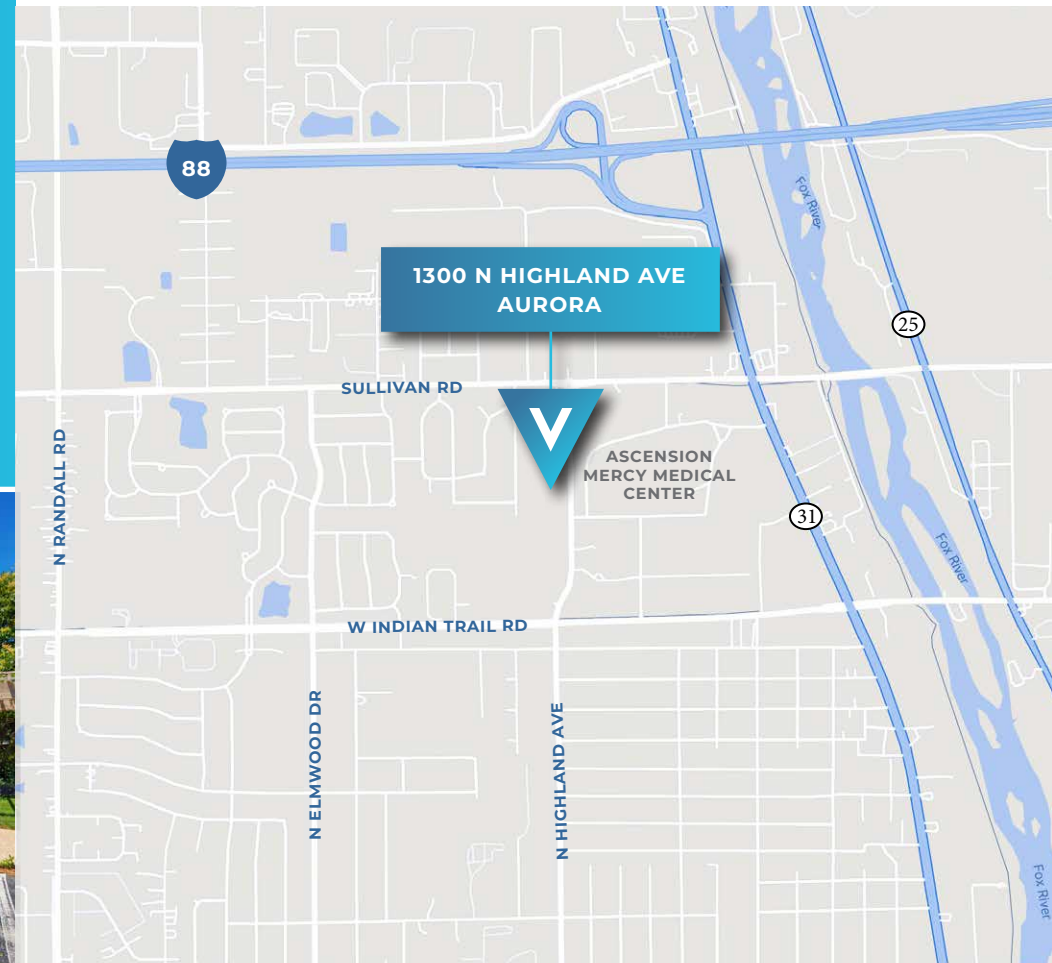 88
Fox River
1300 N HIGHLAND AVE
AURORA
25
SULLIVAN RD
V
ASCENSION
MERCY MEDICAL
CENTER
N RANDALL RD
31
Fox River
W INDIAN TRAIL RD
N ELMWOOD DR
N HIGHLAND AVE
Fox River